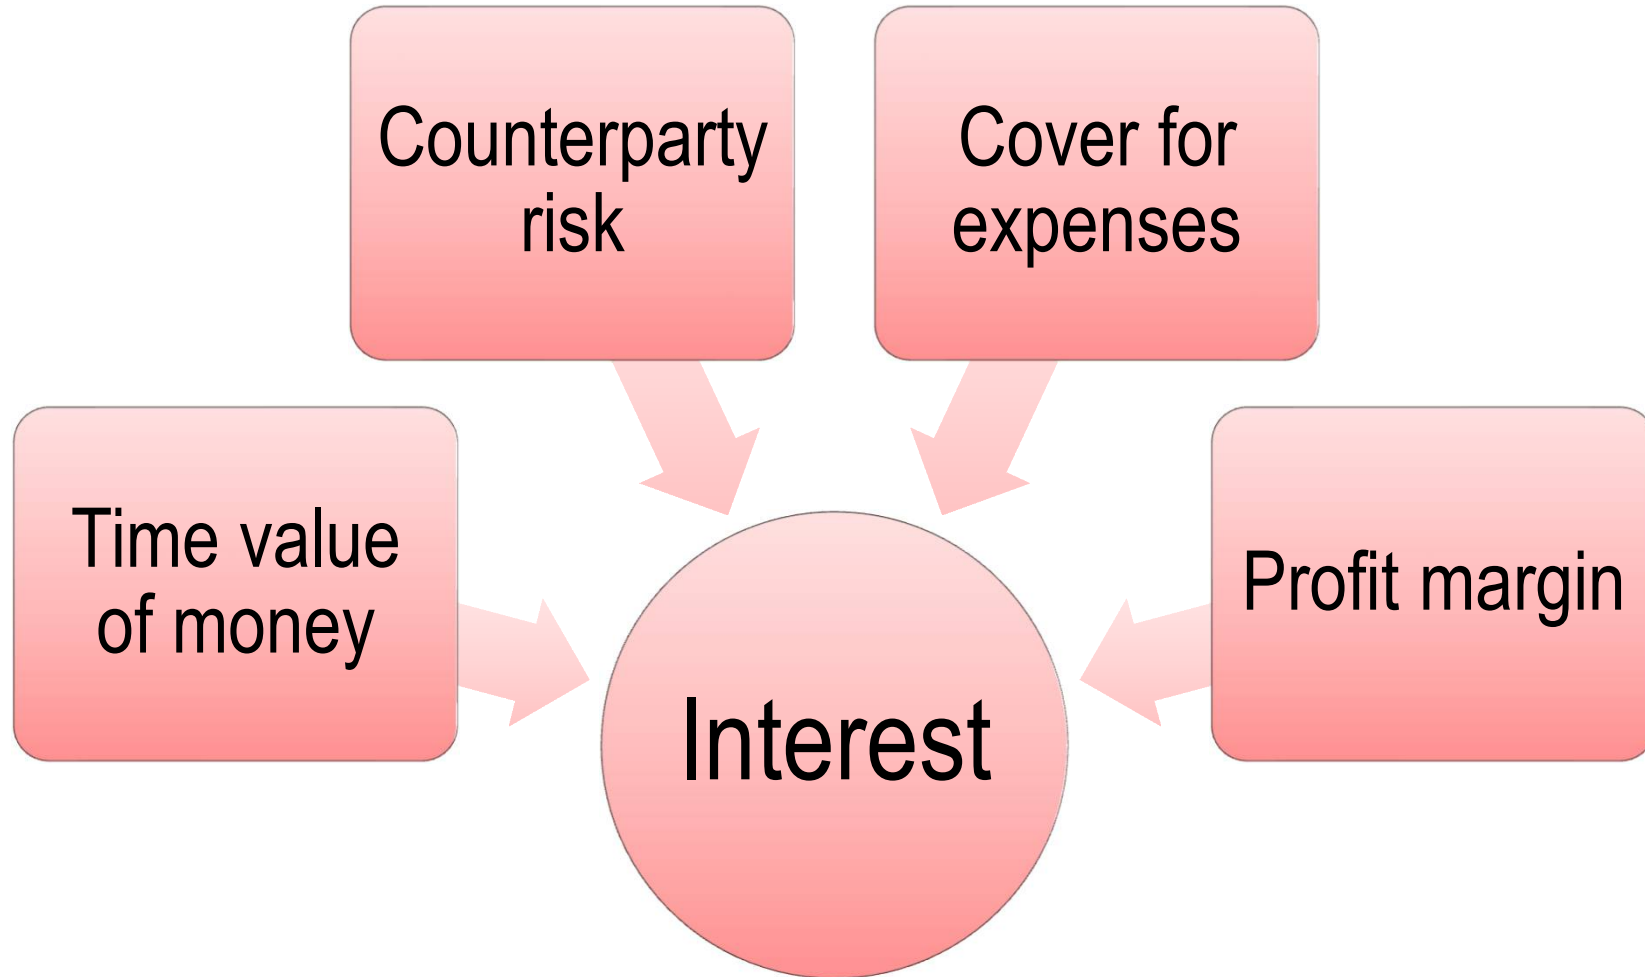 Counterparty
risk
Cover for
expenses
Time value
of money
Profit margin
Interest